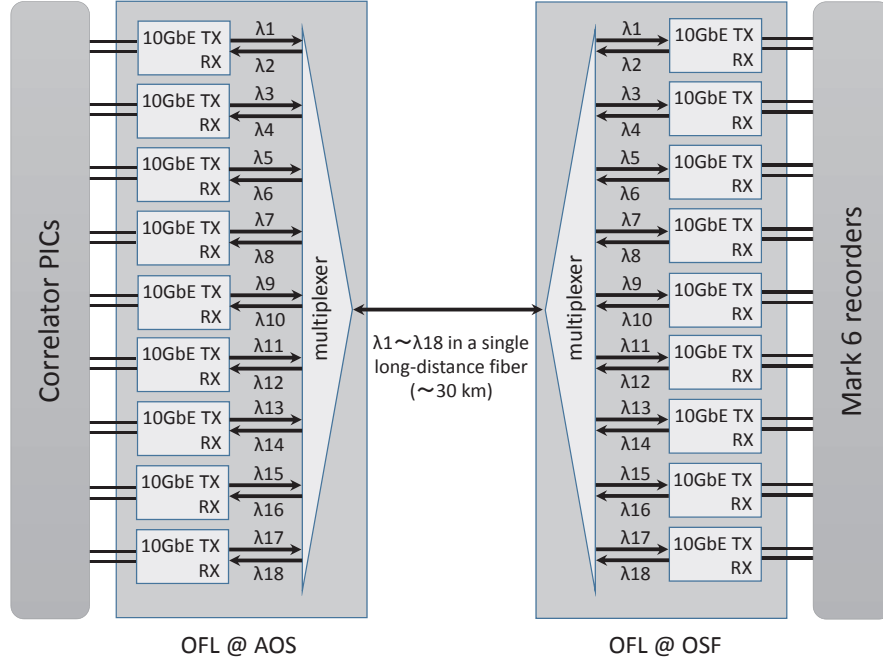 Correlator PICs
10GbE TX
RX
λ1
λ2
10GbE TX
RX
λ3
λ4
10GbE TX
RX
λ5
λ6
10GbE TX
RX
λ7
λ8
10GbE TX
RX
λ9
λ10
10GbE TX
RX
λ11
λ12
10GbE TX
RX
λ13
λ14
10GbE TX
RX
λ15
λ16
10GbE TX
RX
λ17
λ18
multiplexer
OFL @ AOS
λ1～λ18 in a single
long-distance fiber
(～30 km)
multiplexer
λ1
λ2
10GbE TX
RX
λ3
λ4
10GbE TX
RX
λ5
λ6
10GbE TX
RX
λ7
λ8
10GbE TX
RX
λ9
λ10
10GbE TX
RX
λ11
λ12
10GbE TX
RX
λ13
λ14
10GbE TX
RX
λ15
λ16
10GbE TX
RX
λ17
λ18
10GbE TX
RX
OFL @ OSF
Mark 6 recorders